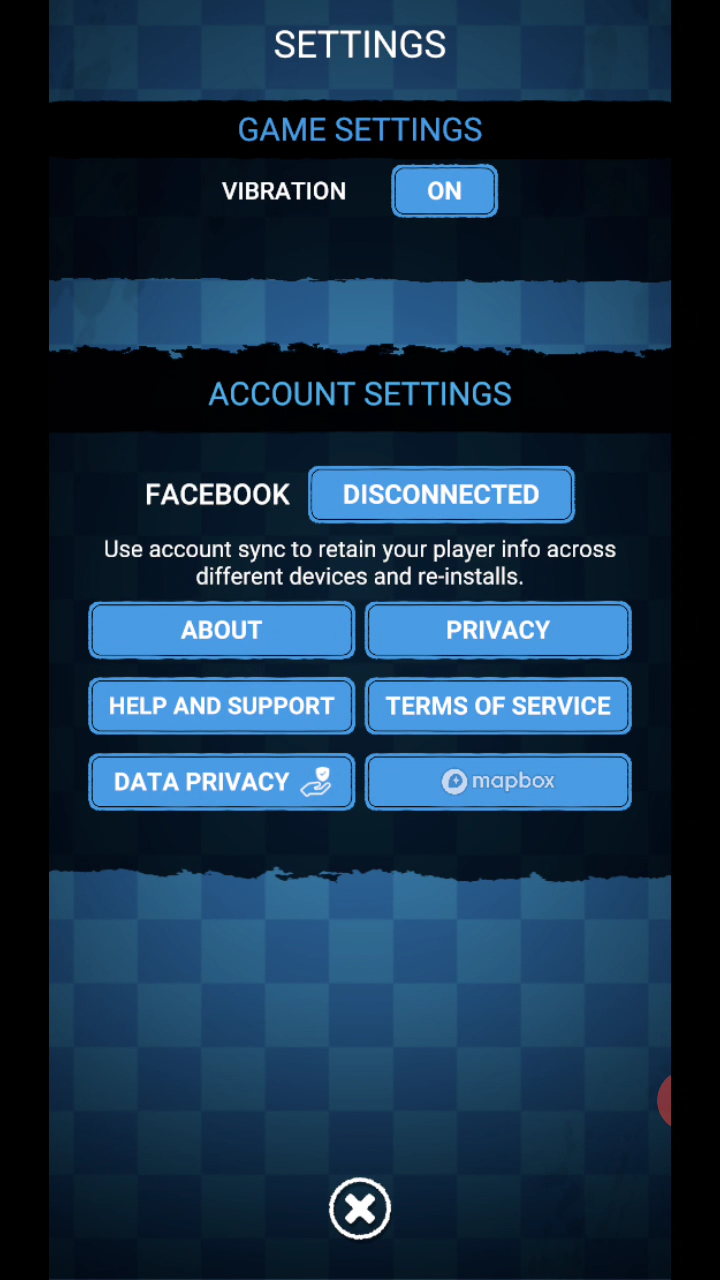 SETTINGS
GAME SETTINGS
VIBRATION ON
ACCOUNT SETTINGS
FACEBOOK DISCONNECTED
Use account sync to retain your player info across
different devices and re-installs.
ABOUT PRIVACY
HELP AND SUPPORT TERMS OF SERVICE
DATA PRIVACY mapbox